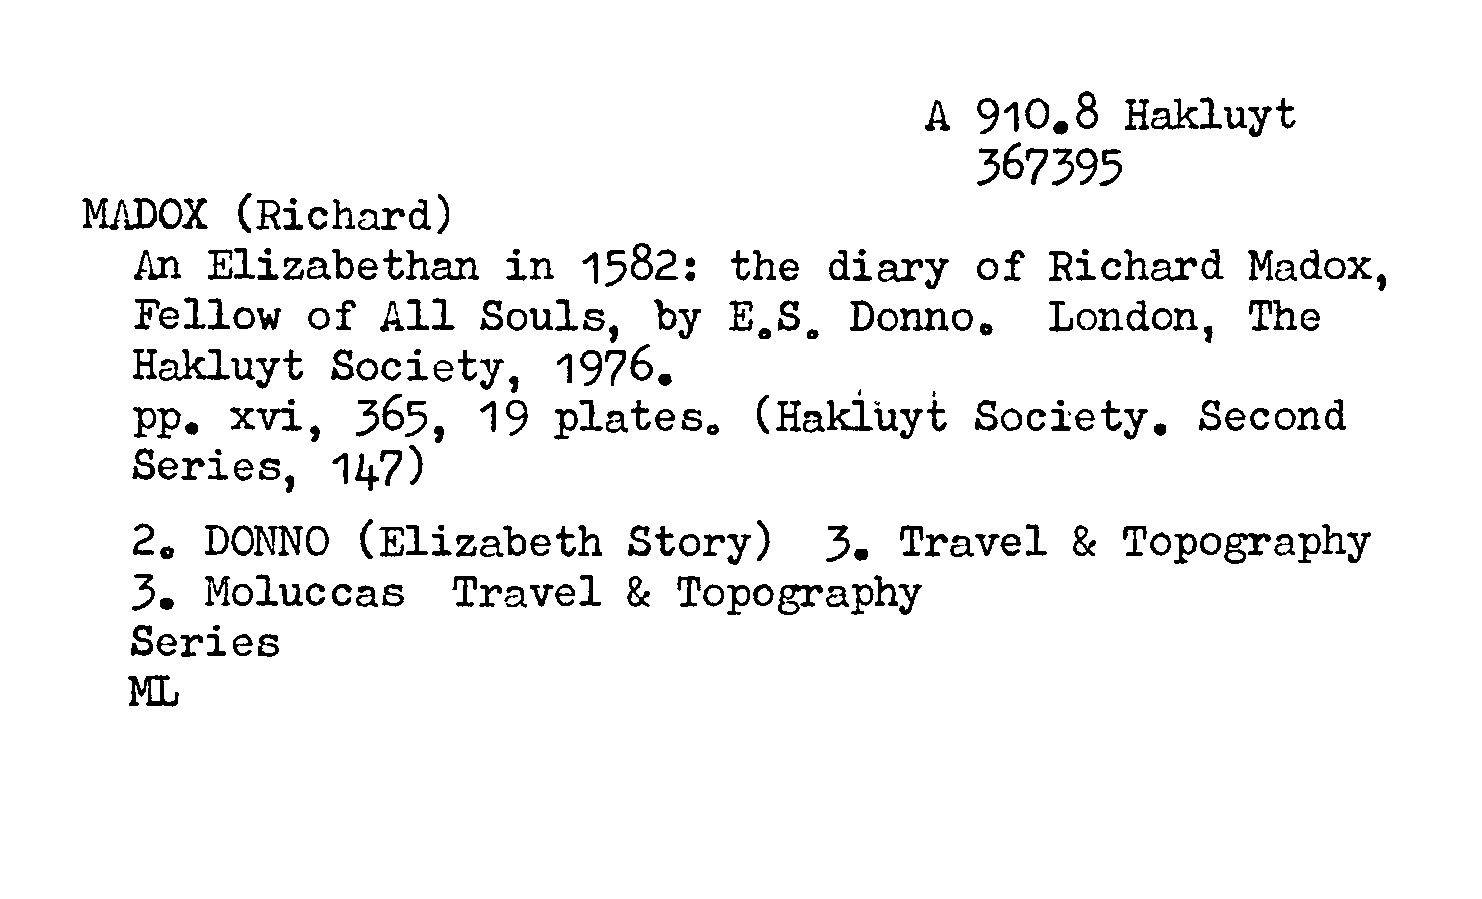 A 910.8 Hakluyt
367395
MADOX (Richard)
An Elizabethan in 1582: the diary of Richard Madox,
Fellow of All Souls, by E.S. Donno. London, The
Hakluyt Society, 1976.
pp. xvi, 365, 19 plates. (Hakluyt Society. Second
Series, 147)
2. DONNO (Elizabeth Story) 3. Travel & Topography
3. Moluccas Travel & Topography
Series
ML